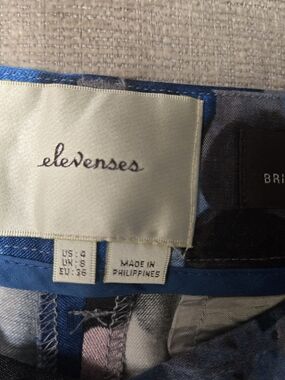 elevenses
BRI
US: 4
UK: 8
EU: 36
MADE IN
PHILIPPINES